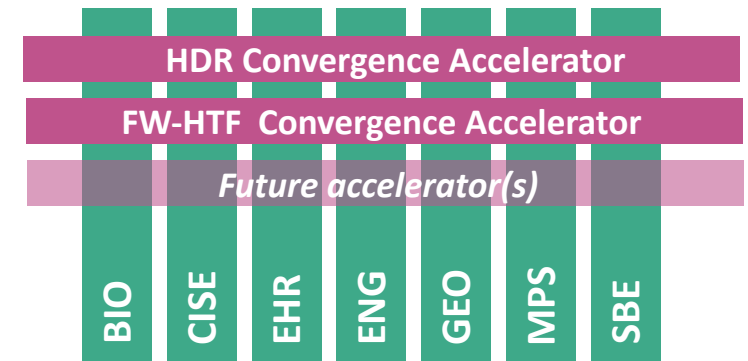 HDR Convergence Accelerator
FW-HTF Convergence Accelerator
Future accelerator(s)
BIO
CISE
EHR
ENG
GEO
MPS
SBE